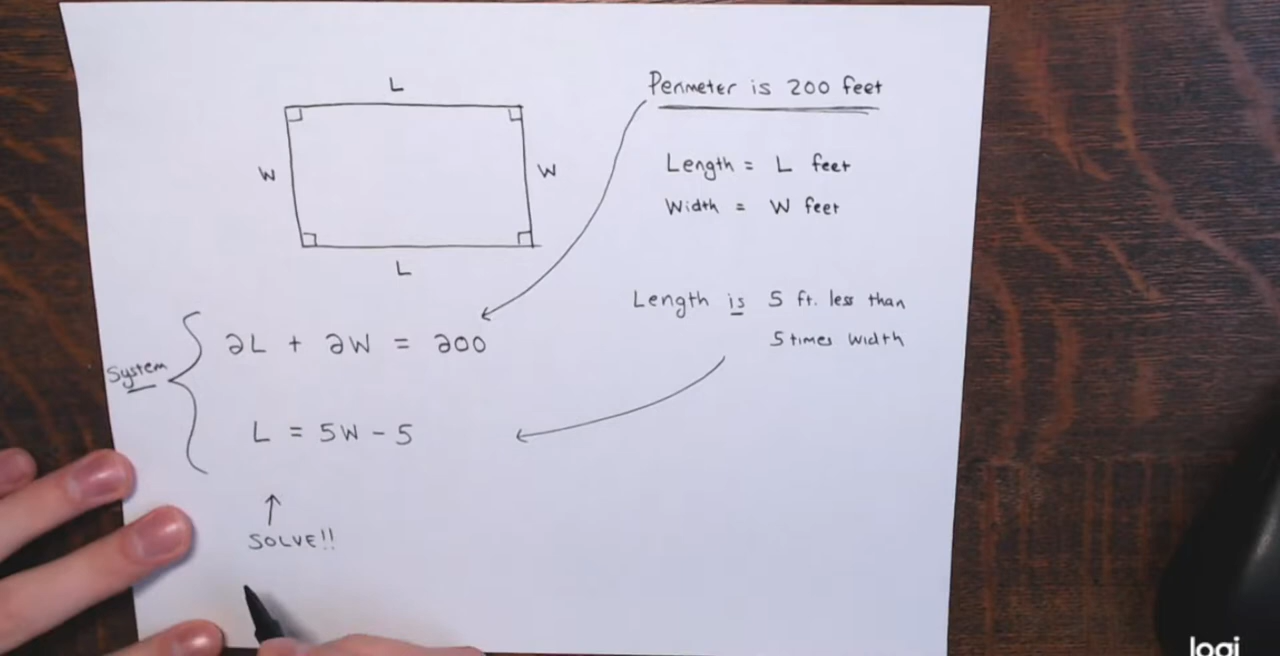 L
Perimeter is 200 feet
W
W
Length = L feet
Width = W feet
L
Length is 5 ft. less than
5 times width
System
2L + 2W = 200
L = 5W - 5
SOLVE!!
logi